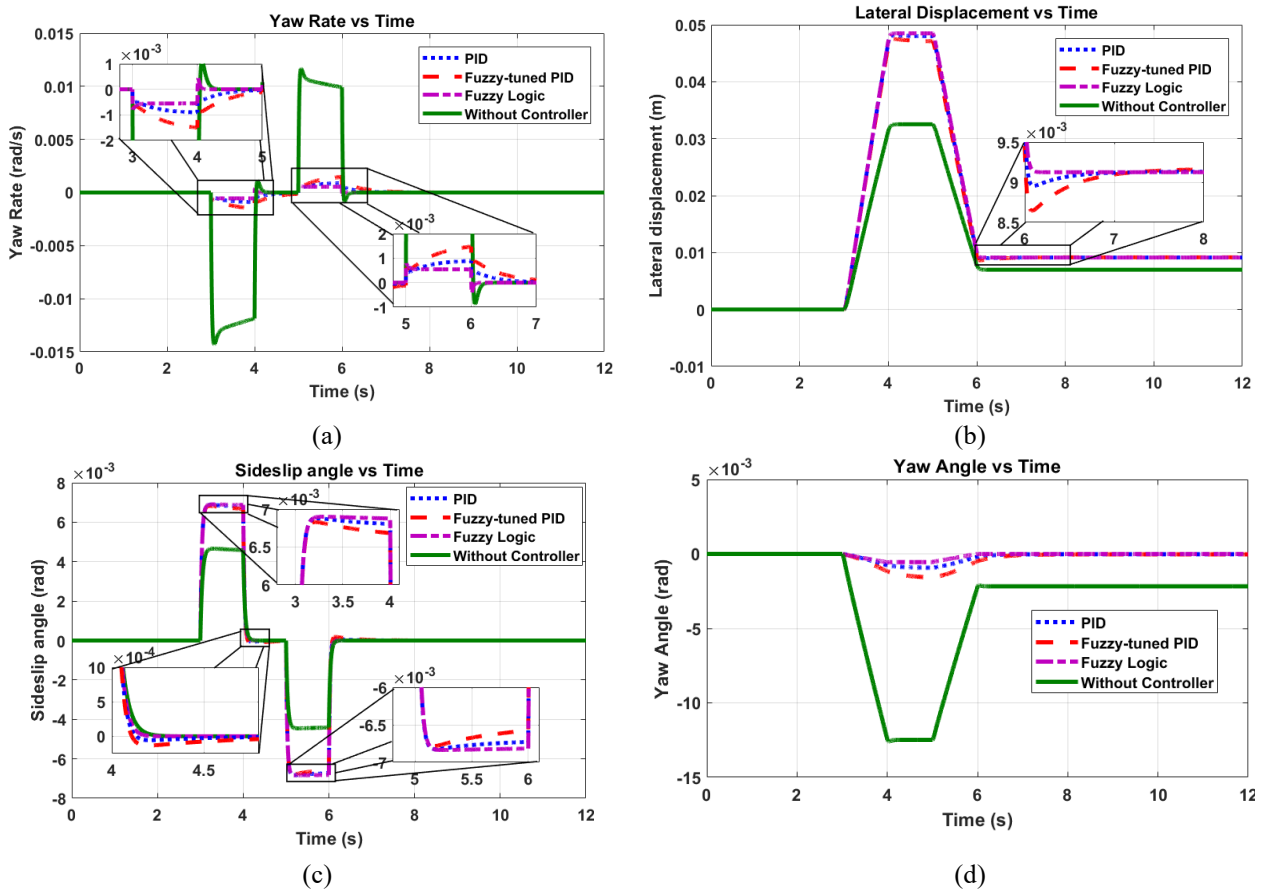 Yaw Rate vs Time
0.015
0.01
0.005
0
-0.005
-0.01
-0.015
Yaw Rate (rad/s)
0 2 4 6 8 10 12
Time (s)
PID
Fuzzy-tuned PID
Fuzzy Logic
Without Controller
×10⁻³
1
0
-1
-2
3 4 5
×10⁻³
2
1
0
-1
5 6 7
(a)
Lateral Displacement vs Time
0.05
0.04
0.03
0.02
0.01
0
-0.01
Lateral displacement (m)
0 2 4 6 8 10 12
Time (s)
PID
Fuzzy-tuned PID
Fuzzy Logic
Without Controller
×10⁻³
9.5
9
8.5
6 7 8
(b)
Sideslip angle vs Time
×10⁻³
8
6
4
2
0
-2
-4
-6
-8
Sideslip angle (rad)
0 2 4 6 8 10 12
Time (s)
PID
Fuzzy-tuned PID
Fuzzy Logic
Without Controller
×10⁻³
7
6.5
6
3 3.5 4
×10⁻⁴
10
5
0
4 4.5
×10⁻³
-6
-6.5
-7
5 5.5 6
(c)
Yaw Angle vs Time
×10⁻³
5
0
-5
-10
-15
Yaw Angle (rad)
0 2 4 6 8 10 12
Time (s)
PID
Fuzzy-tuned PID
Fuzzy Logic
Without Controller
(d)